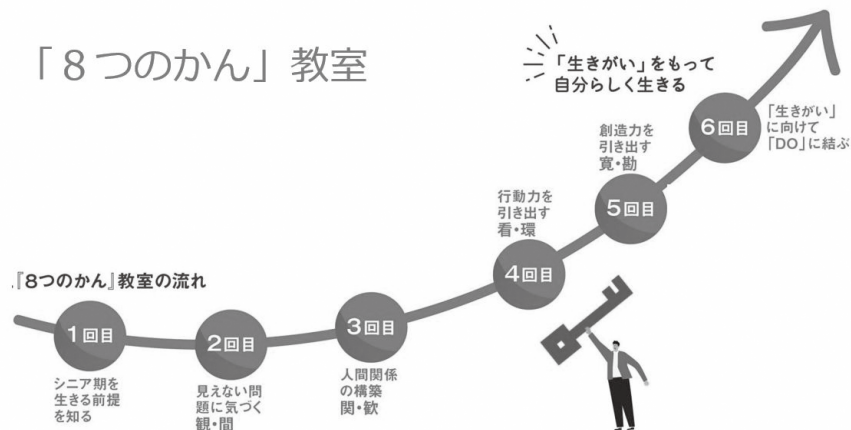 「８つのかん」教室
「生きがい」をもって
自分らしく生きる
『8つのかん』教室の流れ
1回目
シニア期を
生きる前提
を知る
2回目
見えない問
題に気づく
観・間
3回目
人間関係
の構築
関・歓
4回目
行動力を
引き出す
看・環
5回目
創造力を
引き出す
寛・勘
6回目
「生きがい」
に向けて
「DO」に結ぶ